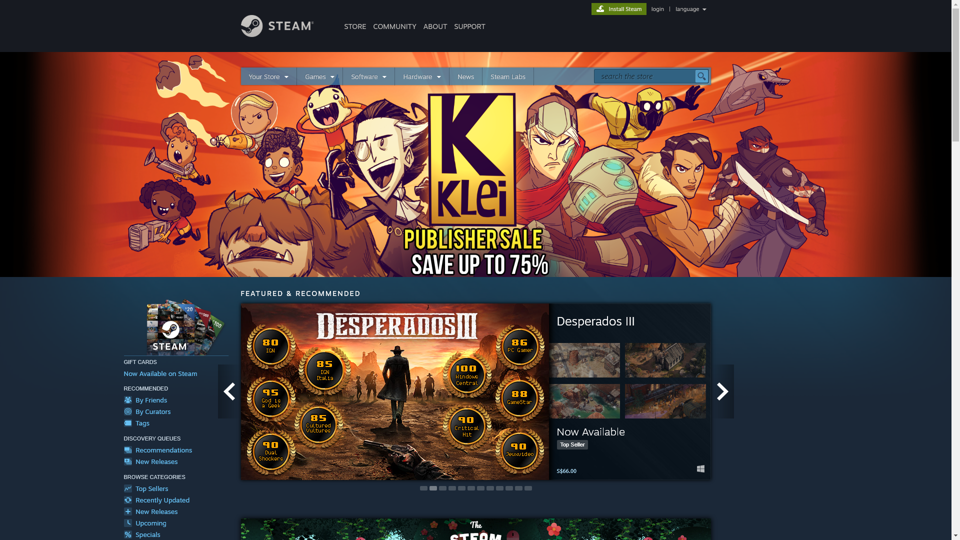 Install Steam
login | language
STEAM®
STORE COMMUNITY ABOUT SUPPORT
Your Store
Games
Software
Hardware
News
Steam Labs
search the store
K
KLEI
PUBLISHER SALE
SAVE UP TO 75%
STEAM
GIFT CARDS
Now Available on Steam
RECOMMENDED
By Friends
By Curators
Tags
DISCOVERY QUEUES
Recommendations
New Releases
BROWSE CATEGORIES
Top Sellers
Recently Updated
New Releases
Upcoming
Specials
FEATURED & RECOMMENDED
DESPERADOS III
80
IGN
85
IGN
Italia
95
God is
a Geek
85
Cultured
Vultures
90
Dual
Shockers
86
PC Gamer
100
Windows
Central
88
GameStar
90
Critical
Hit
90
Jeuxvideo
Desperados III
Now Available
Top Seller
S$66.00
The
STEAM